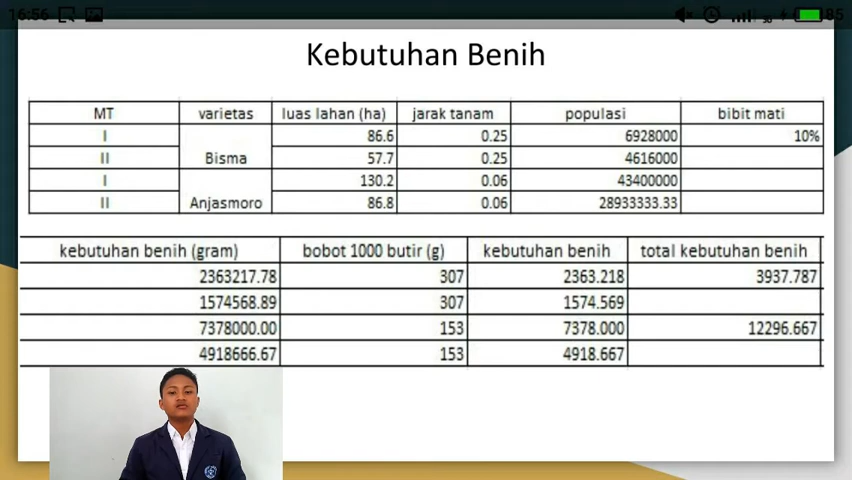 16:56
85
Kebutuhan Benih
MT varietas luas lahan (ha) jarak tanam populasi bibit mati
I 86.6 0.25 6928000 10%
II Bisma 57.7 0.25 4616000
I 130.2 0.06 43400000
II Anjasmoro 86.8 0.06 28933333.33
kebutuhan benih (gram) bobot 1000 butir (g) kebutuhan benih total kebutuhan benih
2363217.78 307 2363.218 3937.787
1574568.89 307 1574.569
7378000.00 153 7378.000 12296.667
4918666.67 153 4918.667